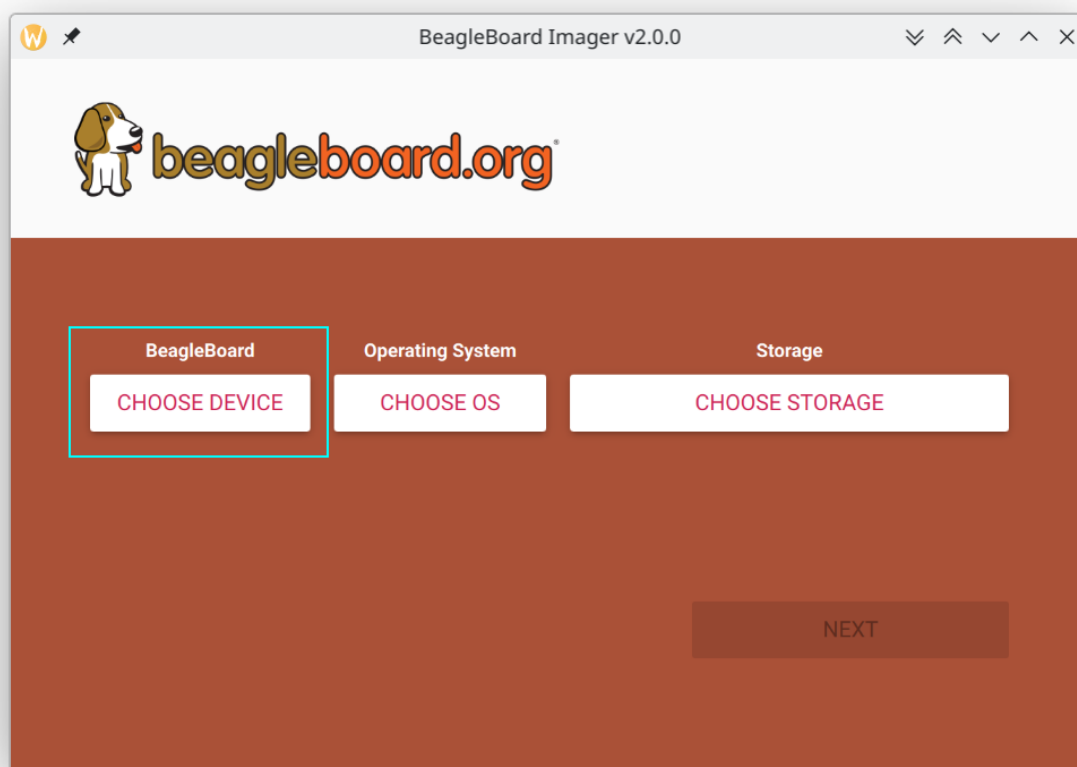 BeagleBoard Imager v2.0.0
beagleboard.org®
BeagleBoard Operating System Storage
CHOOSE DEVICE CHOOSE OS CHOOSE STORAGE
NEXT